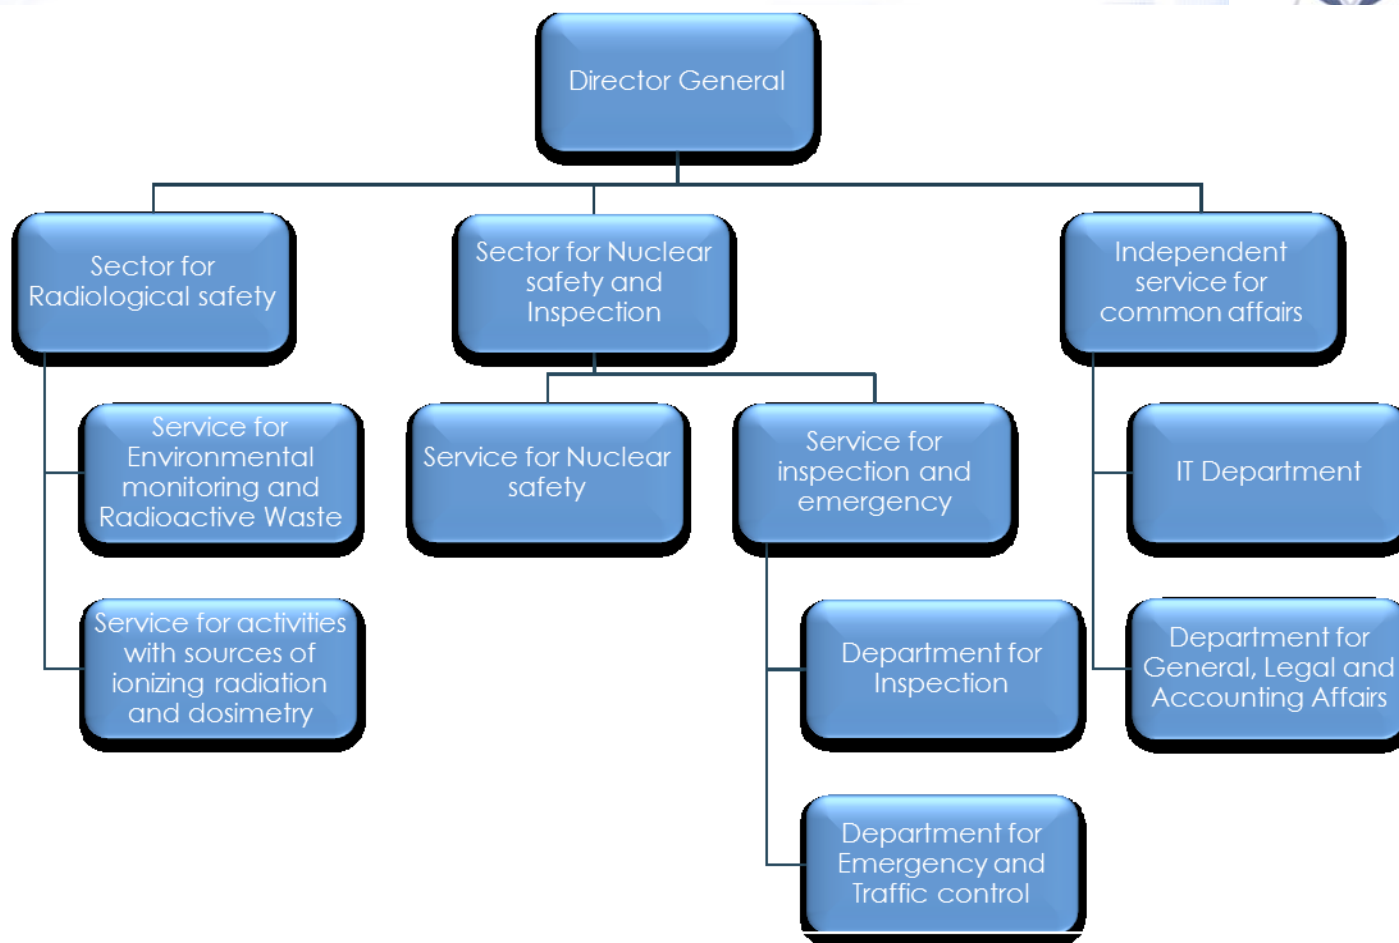 Director General
Sector for
Radiological safety
Sector for Nuclear
safety and
Inspection
Independent
service for
common affairs
Service for
Environmental
monitoring and
Radioactive Waste
Service for Nuclear
safety
Service for
inspection and
emergency
IT Department
Service for activities
with sources of
ionizing radiation
and dosimetry
Department for
Inspection
Department for
General, Legal and
Accounting Affairs
Department for
Emergency and
Traffic control